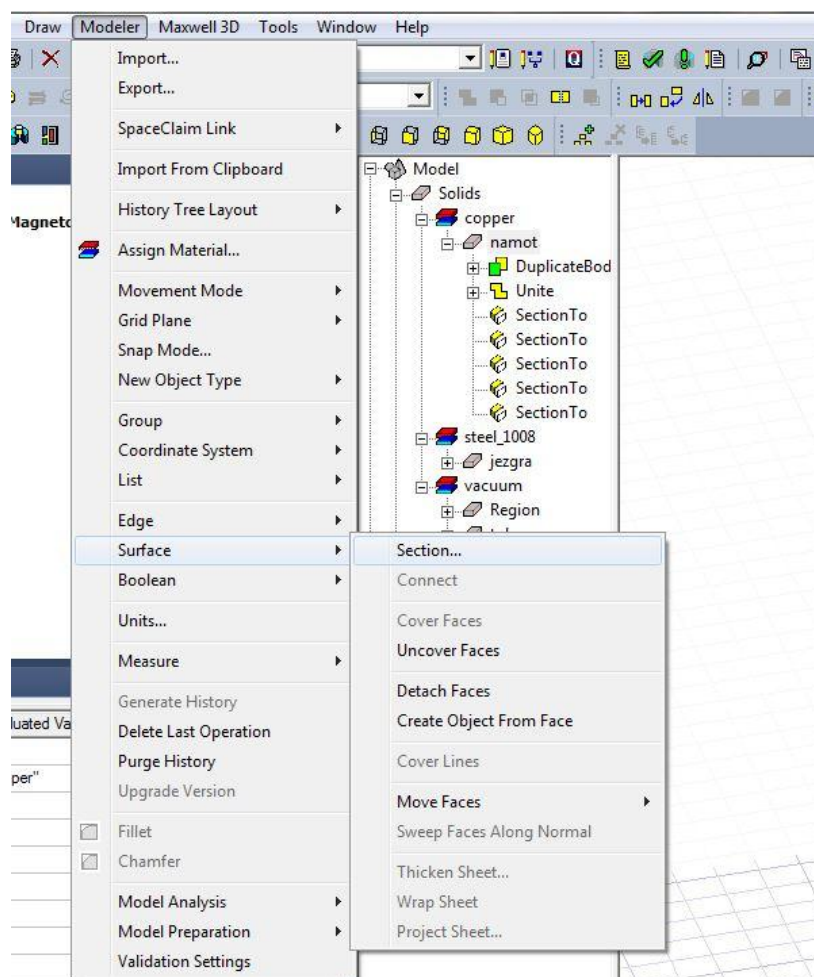 Draw Modeler Maxwell 3D Tools Window Help
Import...
Export...
SpaceClaim Link
Import From Clipboard
History Tree Layout
Assign Material...
Movement Mode
Grid Plane
Snap Mode...
New Object Type
Group
Coordinate System
List
Edge
Surface
Boolean
Units...
Measure
Generate History
Delete Last Operation
Purge History
Upgrade Version
Fillet
Chamfer
Model Analysis
Model Preparation
Validation Settings
Magneto
luated Va
per"
Model
Solids
copper
namot
DuplicateBod
Unite
SectionTo
SectionTo
SectionTo
SectionTo
SectionTo
steel_1008
jezgra
vacuum
Region
Section...
Connect
Cover Faces
Uncover Faces
Detach Faces
Create Object From Face
Cover Lines
Move Faces
Sweep Faces Along Normal
Thicken Sheet...
Wrap Sheet
Project Sheet...